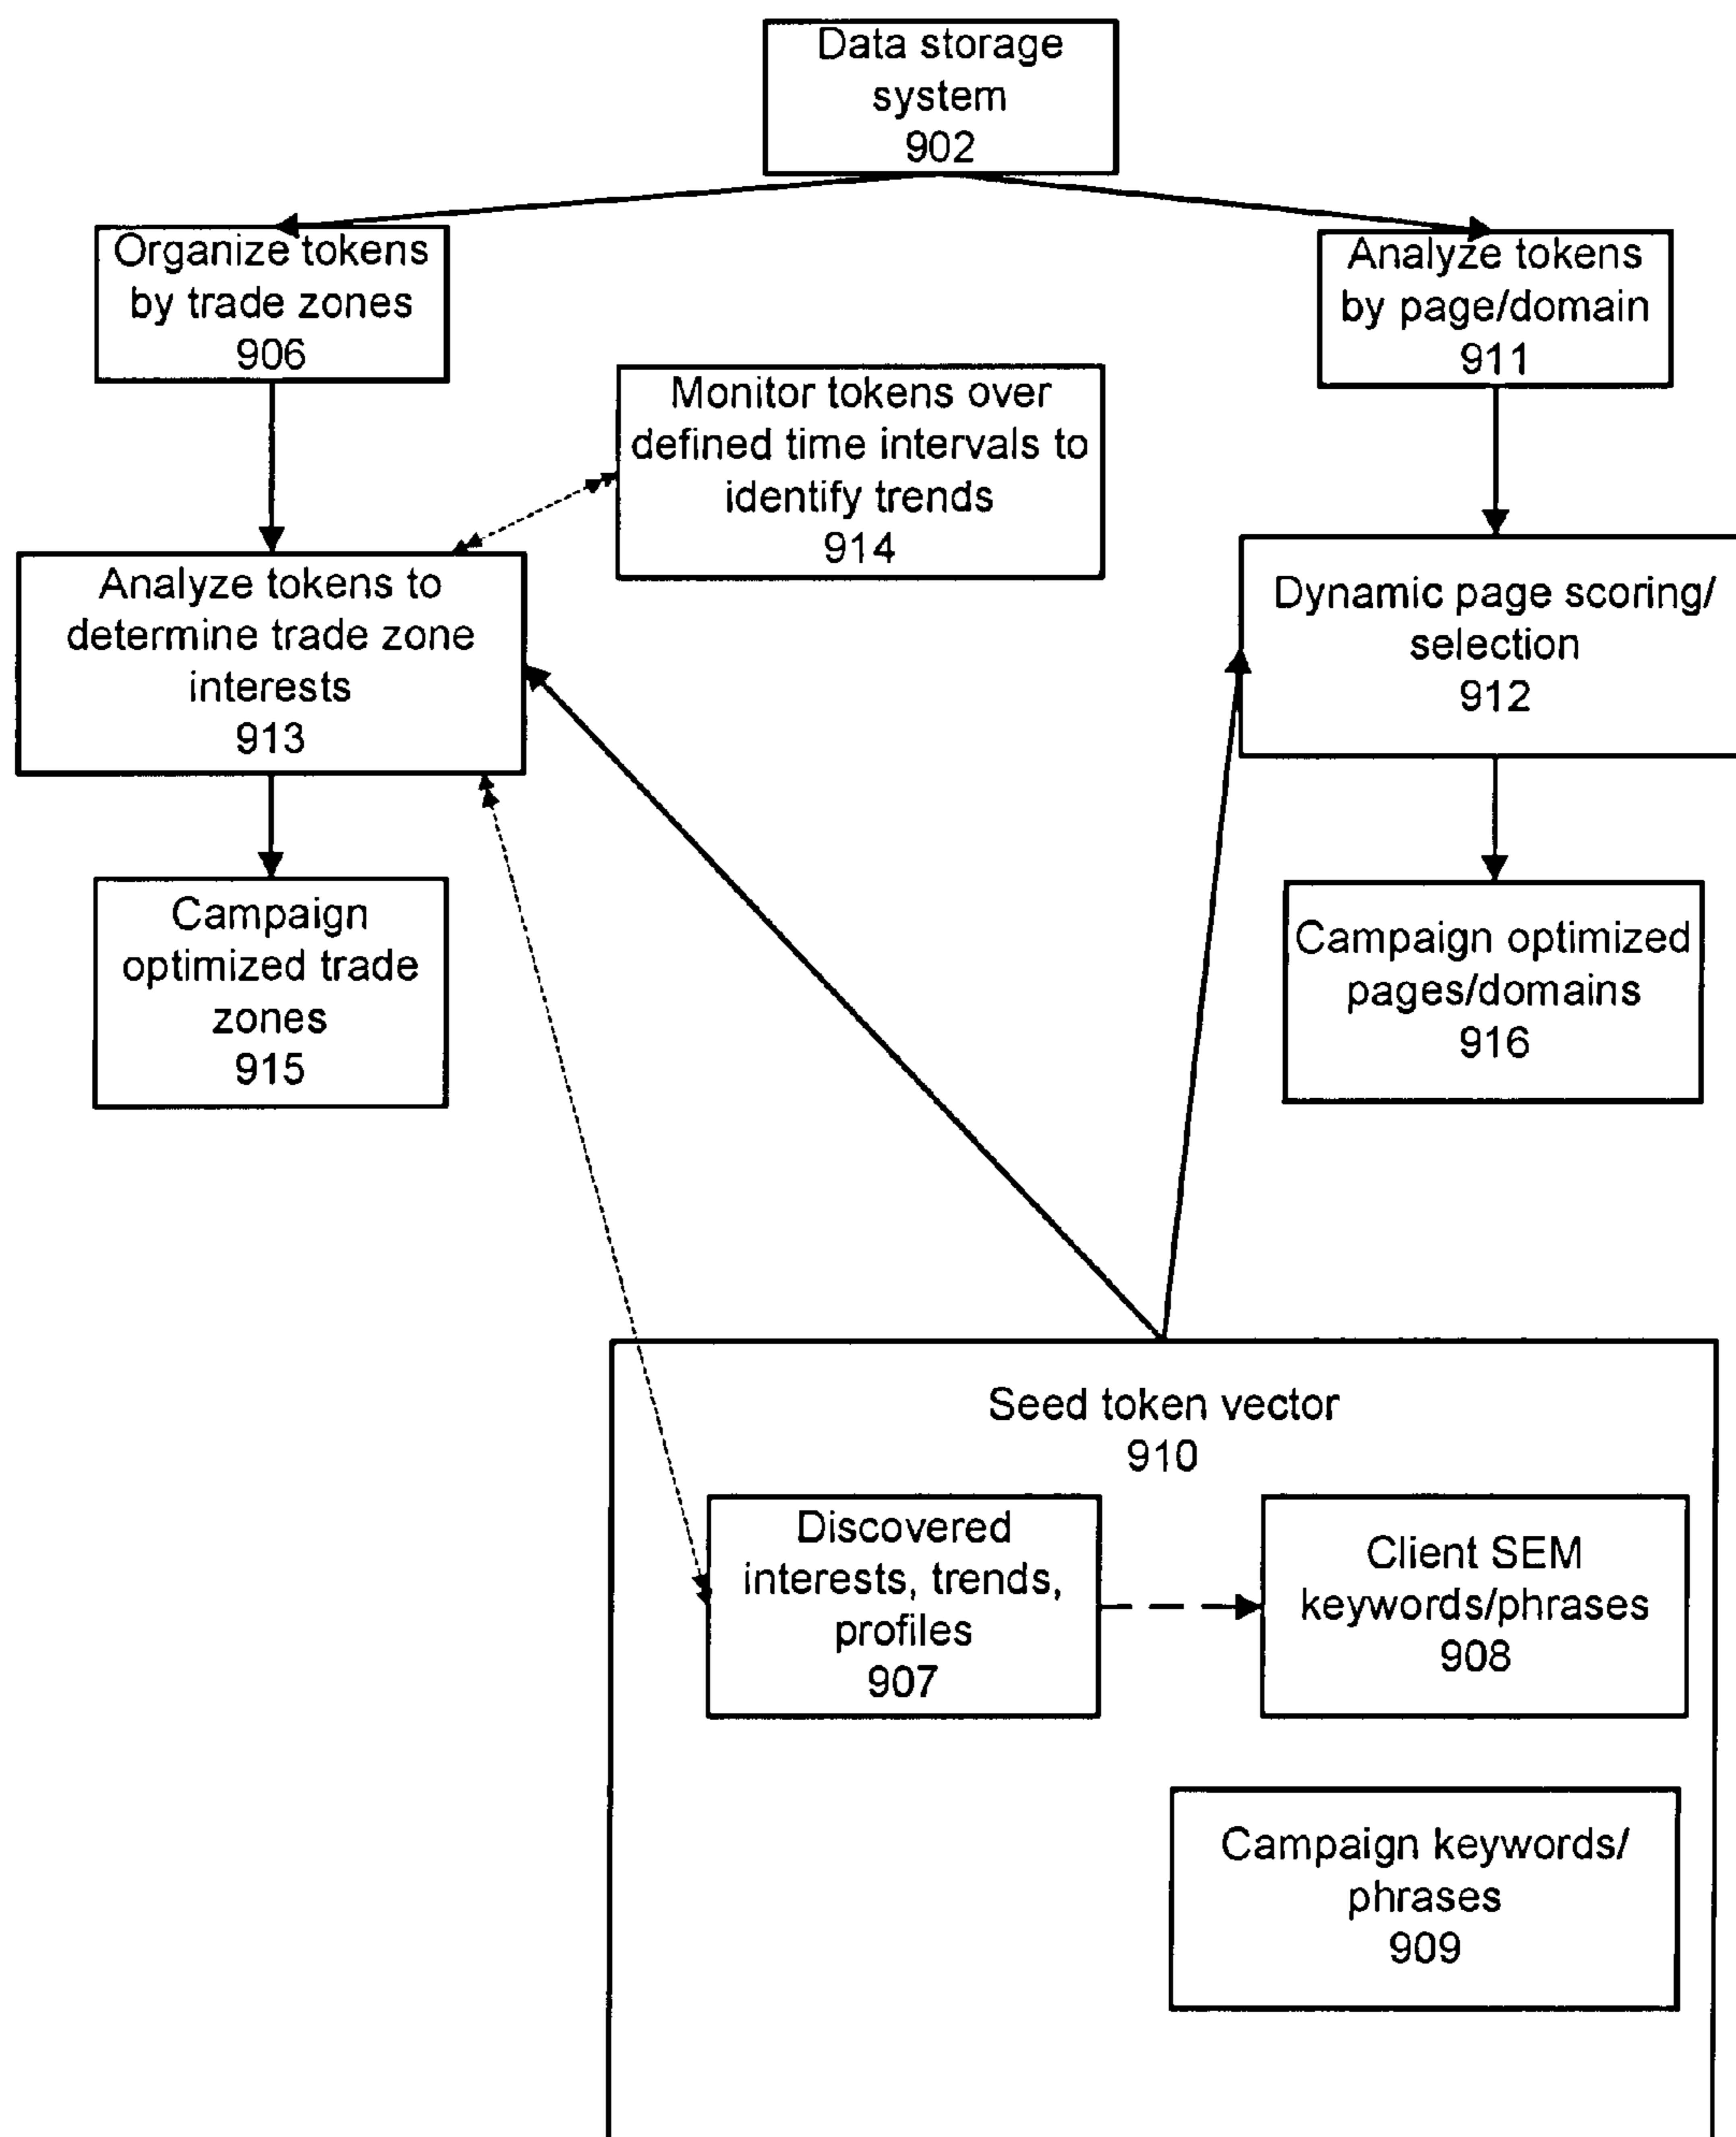 Data storage
system
902
Organize tokens
by trade zones
906
Analyze tokens
by page/domain
911
Monitor tokens over
defined time intervals to
identify trends
914
Analyze tokens to
determine trade zone
interests
913
Dynamic page scoring/
selection
912
Campaign
optimized trade
zones
915
Campaign optimized
pages/domains
916
Seed token vector
910
Discovered
interests, trends,
profiles
907
Client SEM
keywords/phrases
908
Campaign keywords/
phrases
909